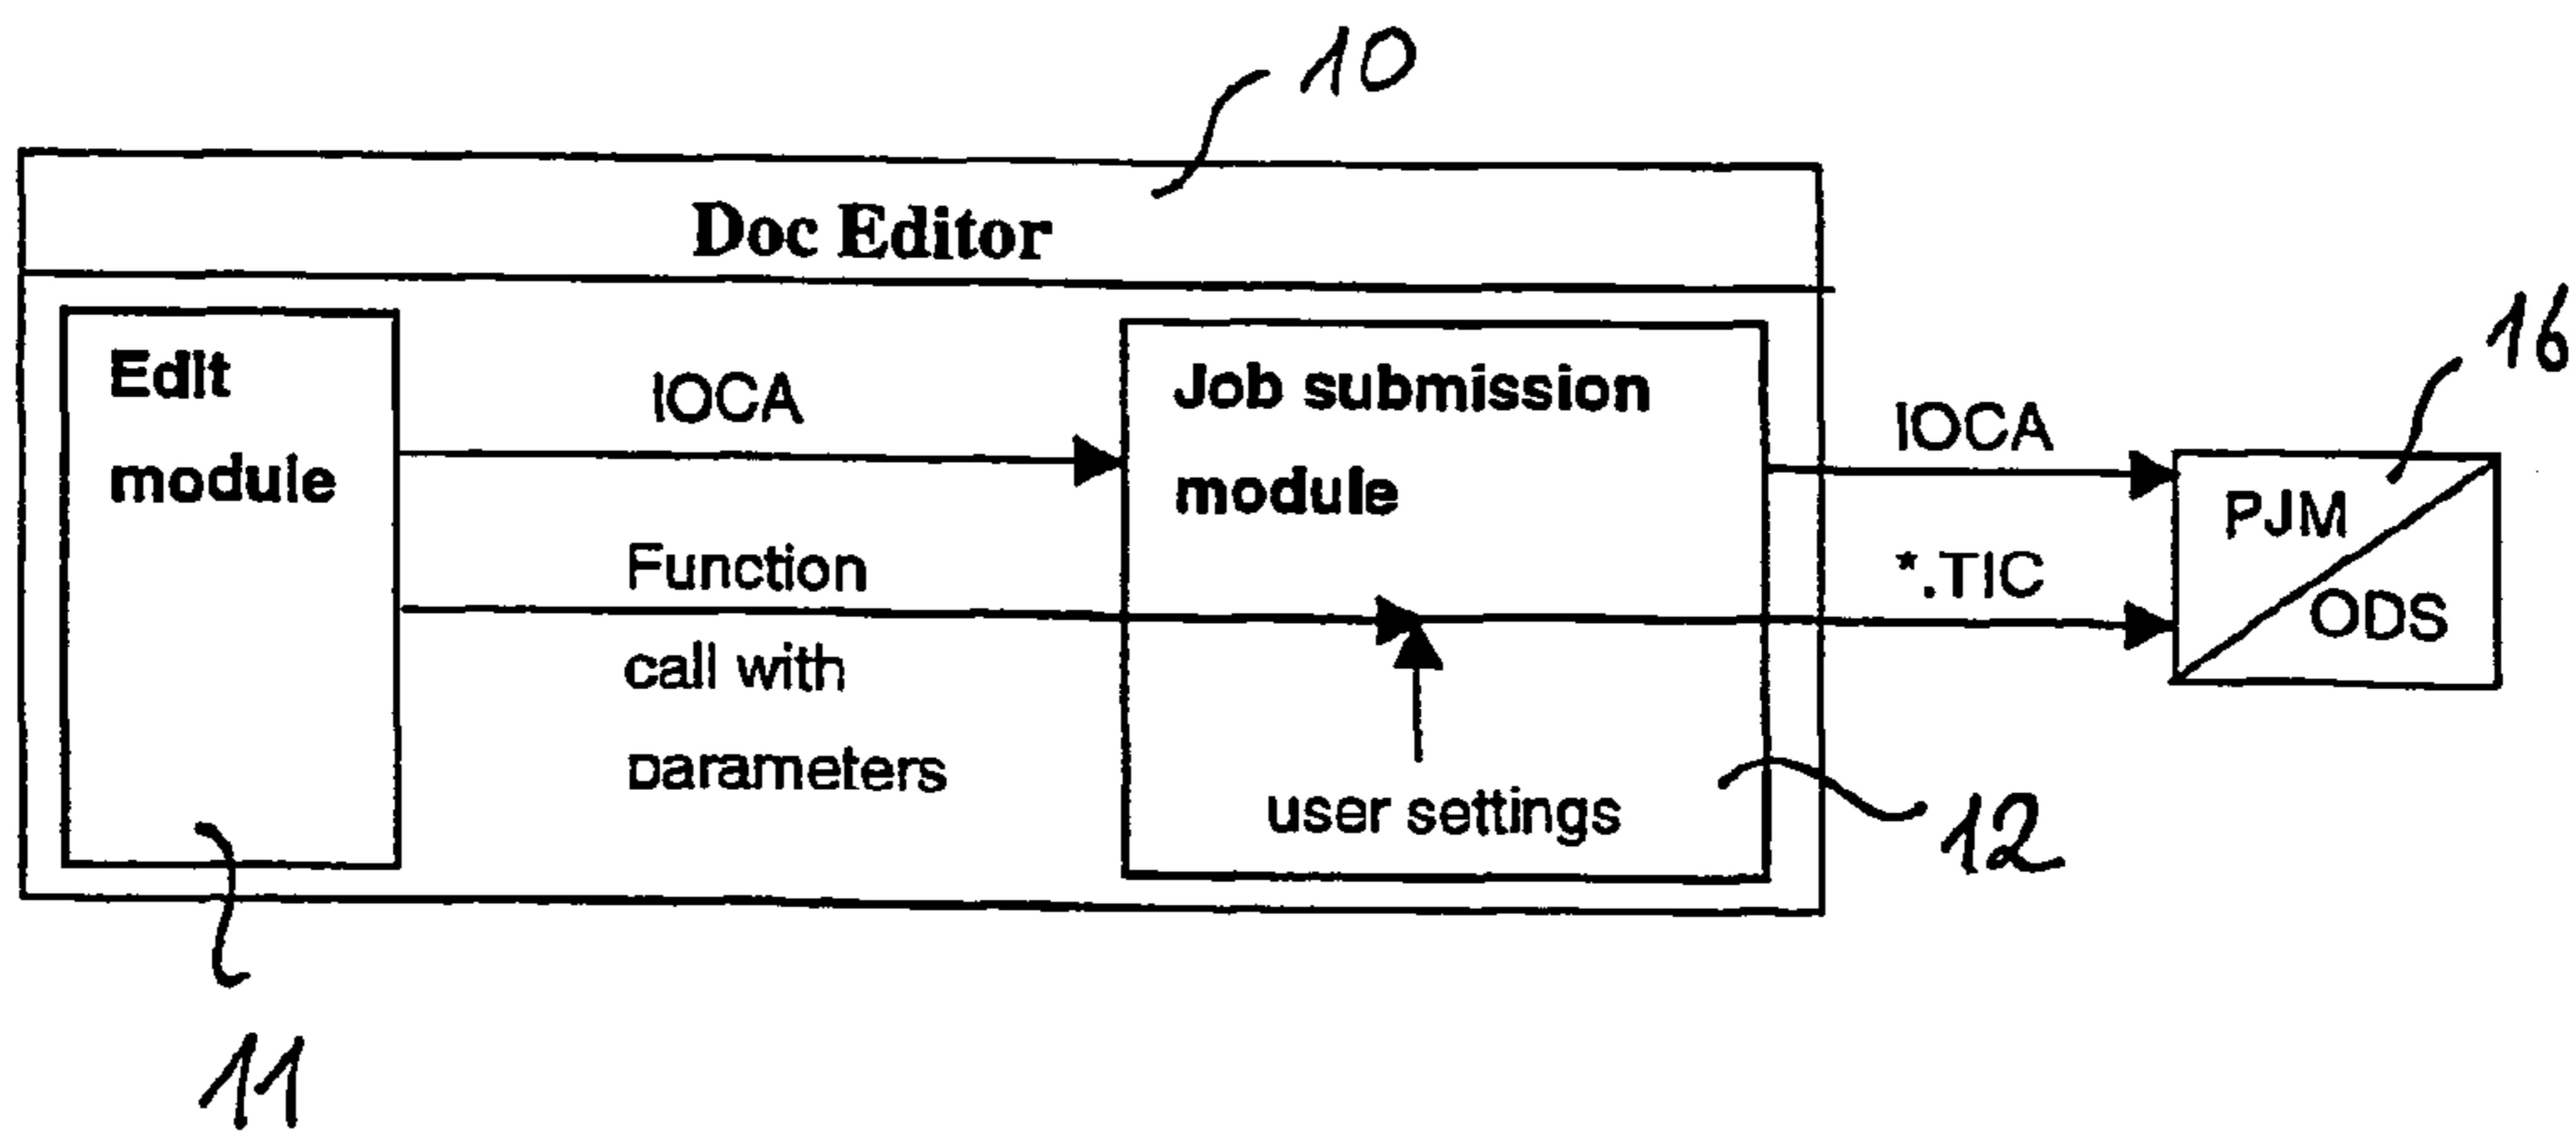 10
Doc Editor
Edit
module
IOCA
Function
call with
parameters
Job submission
module
user settings
IOCA
*.TIC
PJM
ODS
16
12
11